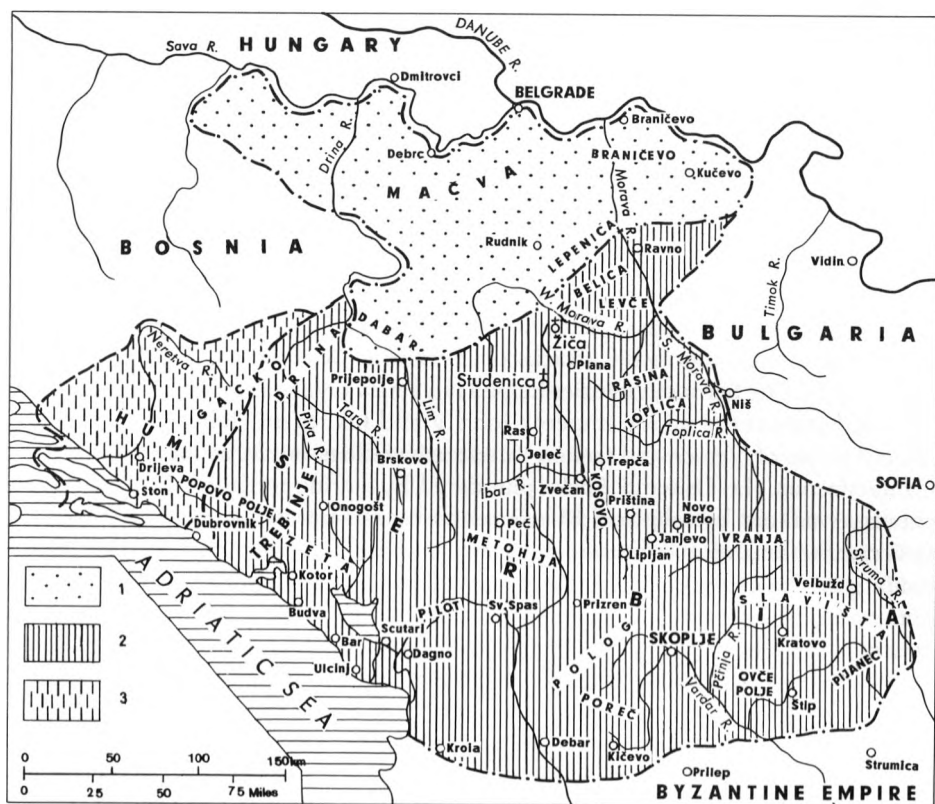 HUNGARY
Sava R.
DANUBE R.
Dmitrovci
BELGRADE
Braničevo
BRANIČEVO
Kučevo
Debrc
Drina R.
MAČVA
Morava R.
BOSNIA
Rudnik
LEPENICA
Ravno
BELICA
LEVČE
Vidin
Timok R.
W. Morava R.
BULGARIA
DABAR
Žiča
Neretva R.
GACKO
DRINA
Prijepolje
Studenica
Plana
RASINA
S. Morava R.
Niš
TOPLICA
Toplica R.
HUM
Piva R.
Tara R.
Lim R.
Ras
Jeleč
Trepča
Drijeva
Brskovo
Ibar R.
Zvečan
KOSOVO
SOFIA
Ston
POPOVO POLJE
Onogošt
Priština
Novo
Brdo
Dubrovnik
TREBINJE
ZETA
Peć
METOHIJA
Janjevo
Lipljan
VRANJA
Struma R.
Velbužd
Kotor
Budva
PILOT
Sv. Spas
Prizren
SLAVIŠTA
SERBIA
Bar
Scutari
Dagno
POLOG
SKOPLJE
Pčinja R.
Kratovo
Ulcinj
POREČ
OVČE
POLJE
PIJANEC
Štip
Vardar R.
ADRIATIC SEA
Krola
Debar
Kičevo
Prilep
Strumica
BYZANTINE EMPIRE
1
2
3
0 50 100 150 km
0 25 50 75 Miles